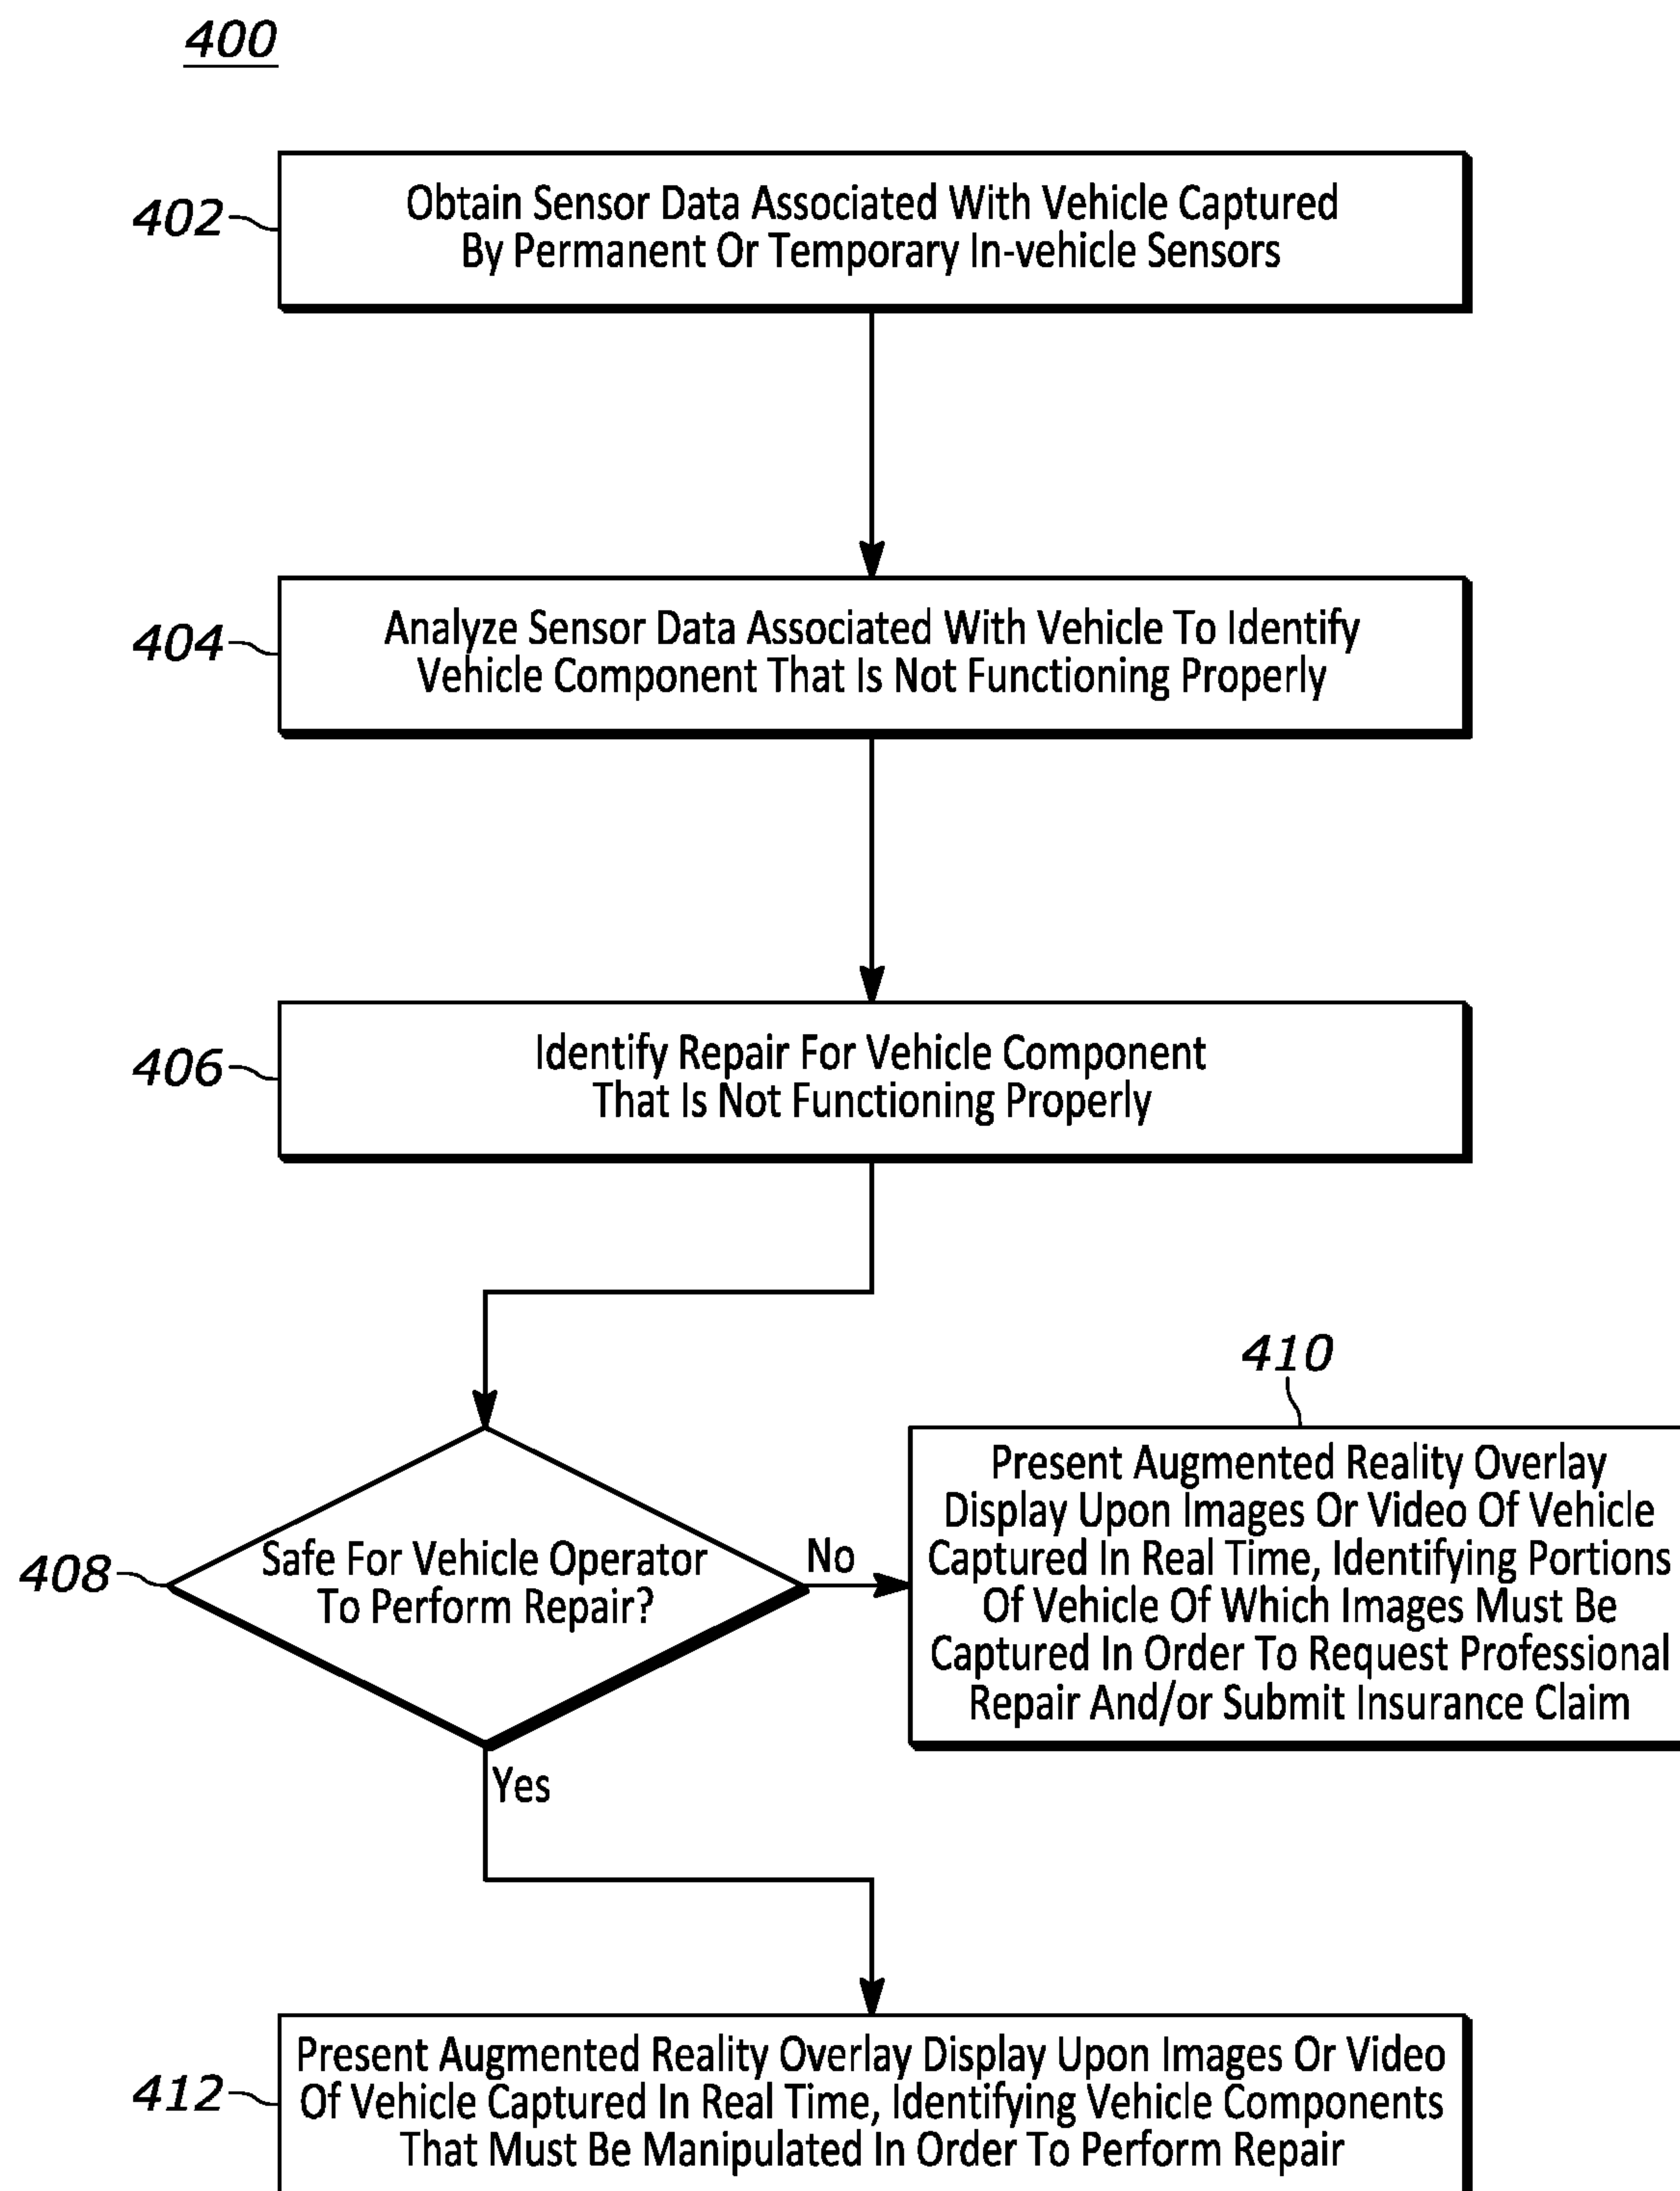 400
402
Obtain Sensor Data Associated With Vehicle Captured
By Permanent Or Temporary In-vehicle Sensors
404
Analyze Sensor Data Associated With Vehicle To Identify
Vehicle Component That Is Not Functioning Properly
406
Identify Repair For Vehicle Component
That Is Not Functioning Properly
408
Safe For Vehicle Operator
To Perform Repair?
No
410
Present Augmented Reality Overlay
Display Upon Images Or Video Of Vehicle
Captured In Real Time, Identifying Portions
Of Vehicle Of Which Images Must Be
Captured In Order To Request Professional
Repair And/or Submit Insurance Claim
Yes
412
Present Augmented Reality Overlay Display Upon Images Or Video
Of Vehicle Captured In Real Time, Identifying Vehicle Components
That Must Be Manipulated In Order To Perform Repair